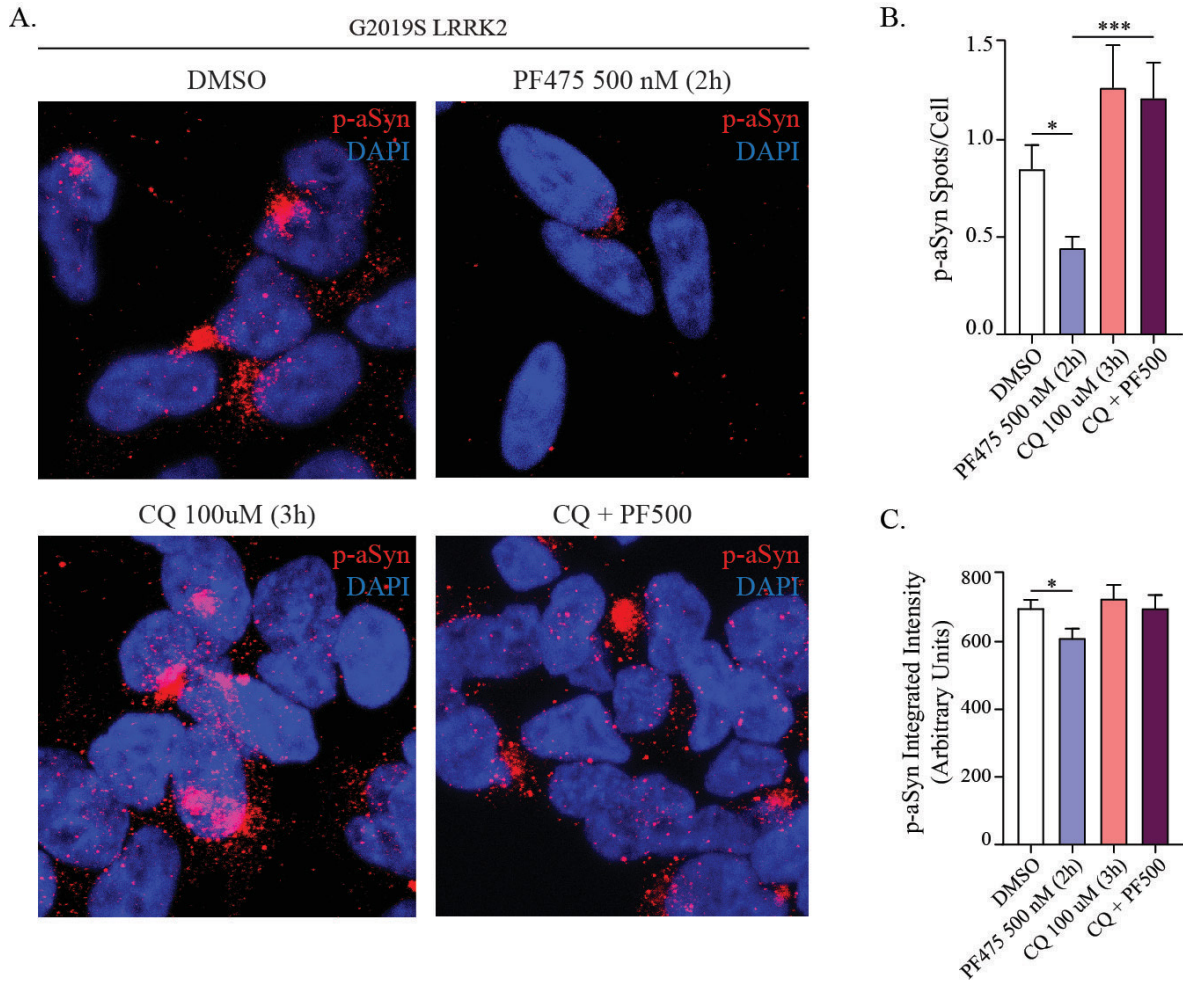 A.
G2019S LRRK2
DMSO
PF475 500 nM (2h)
p-aSyn
DAPI
p-aSyn
DAPI
CQ 100uM (3h)
CQ + PF500
p-aSyn
DAPI
p-aSyn
DAPI
B.
p-aSyn Spots/Cell
1.5
1.0
0.5
0.0
*
***
DMSO
PF475 500 nM (2h)
CQ 100 uM (3h)
CQ + PF500
C.
p-aSyn Integrated Intensity
(Arbitrary Units)
800
600
400
200
0
*
DMSO
PF475 500 nM (2h)
CQ 100 uM (3h)
CQ + PF500